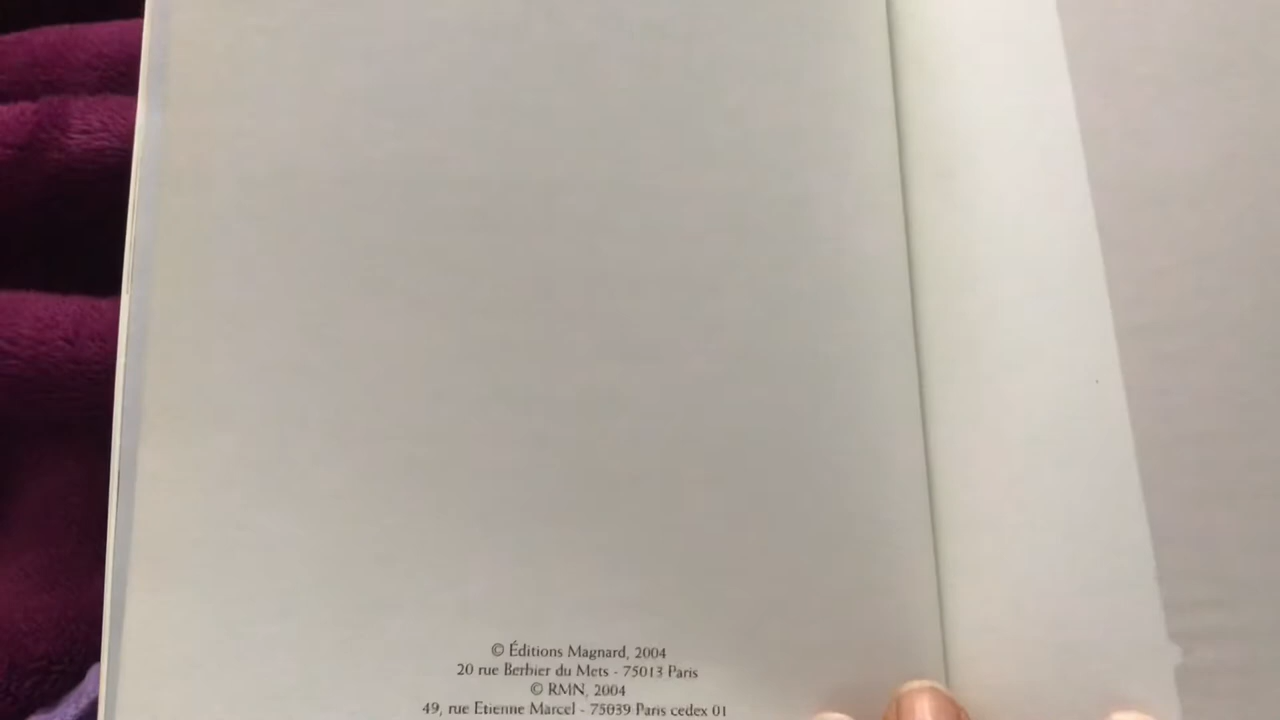 © Éditions Magnard, 2004
20 rue Berbier du Mets - 75013 Paris
© RMN, 2004
49, rue Etienne Marcel - 75039 Paris cedex 01